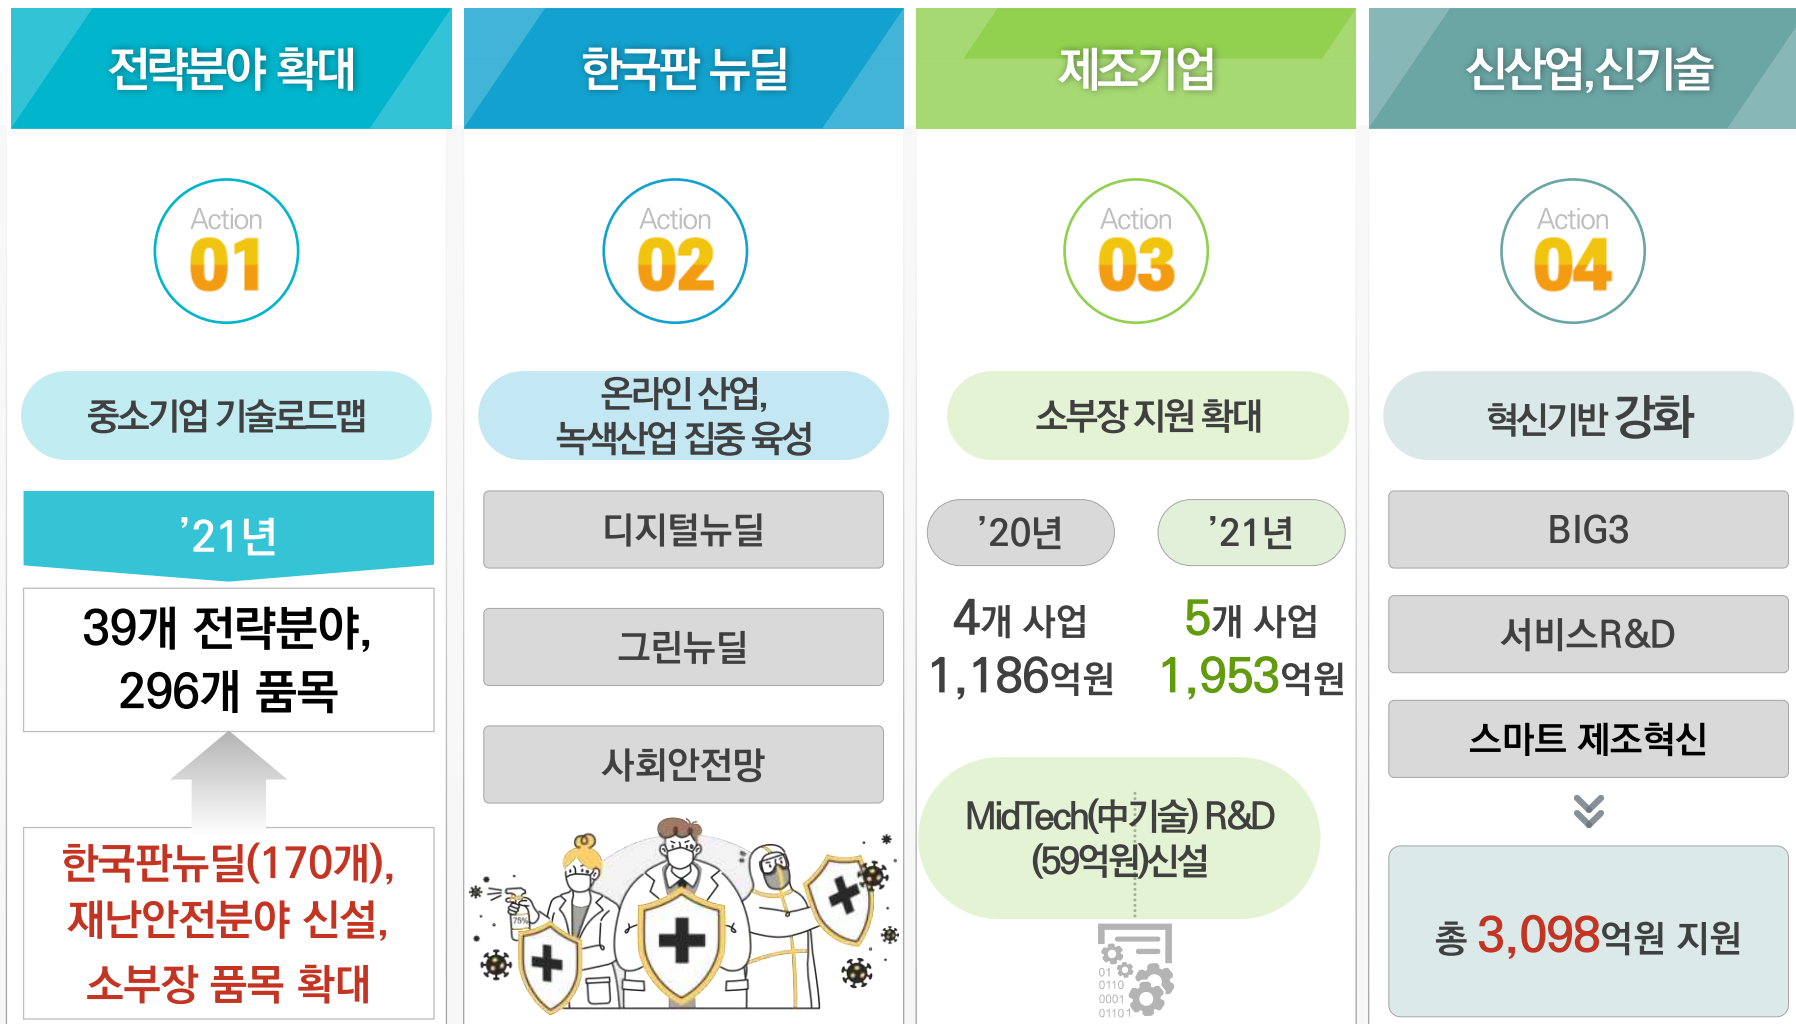 전략분야 확대
Action
01
중소기업 기술로드맵
’21년
39개 전략분야,
296개 품목
한국판뉴딜(170개),
재난안전분야 신설,
소부장 품목 확대
한국판 뉴딜
Action
02
온라인 산업,
녹색산업 집중 육성
디지털뉴딜
그린뉴딜
사회안전망
75%
제조기업
Action
03
소부장 지원 확대
’20년
4개 사업
1,186억원
’21년
5개 사업
1,953억원
MidTech(中기술) R&D
(59억원)신설
01
0110
0001
01101
신산업,신기술
Action
04
혁신기반 강화
BIG3
서비스R&D
스마트 제조혁신
총 3,098억원 지원